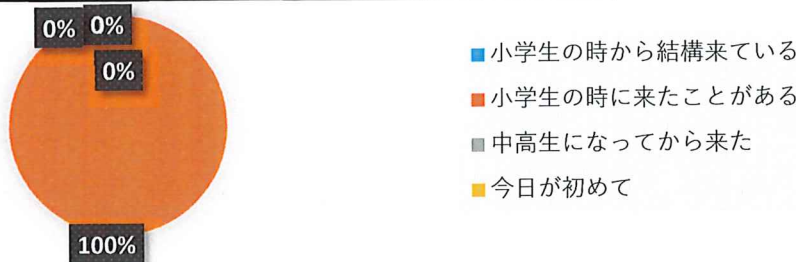 0% 0%
0%
100%
小学生の時から結構来ている
小学生の時に来たことがある
中高生になってから来た
今日が初めて